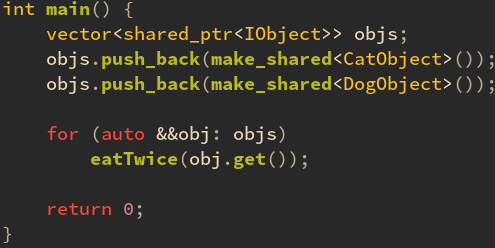 int main() {
    vector<shared_ptr<IObject>> objs;
    objs.push_back(make_shared<CatObject>());
    objs.push_back(make_shared<DogObject>());

    for (auto &&obj: objs)
        eatTwice(obj.get());

    return 0;
}